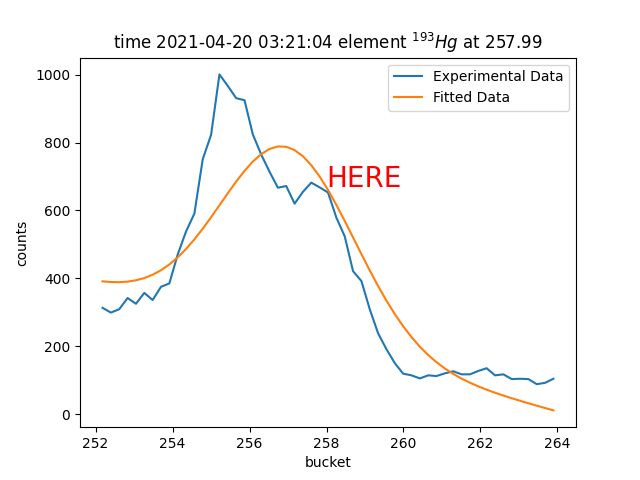 time 2021-04-20 03:21:04 element ¹⁹³Hg at 257.99
Experimental Data
Fitted Data
HERE
counts
1000
800
600
400
200
0
252 254 256 258 260 262 264
bucket